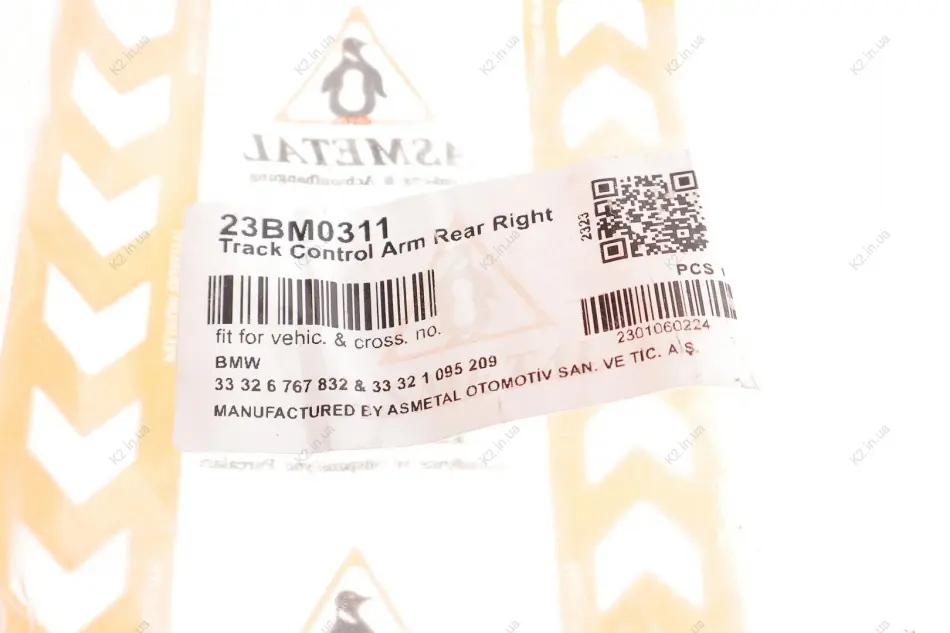 ASMETAL
23BM0311
Track Control Arm Rear Right
2323
PCS
fit for vehic. & cross. no.
2301060224
BMW
33 32 6 767 832 & 33 32 1 095 209
MANUFACTURED BY ASMETAL OTOMOTİV SAN. VE TİC. A.Ş.
K2.in.ua